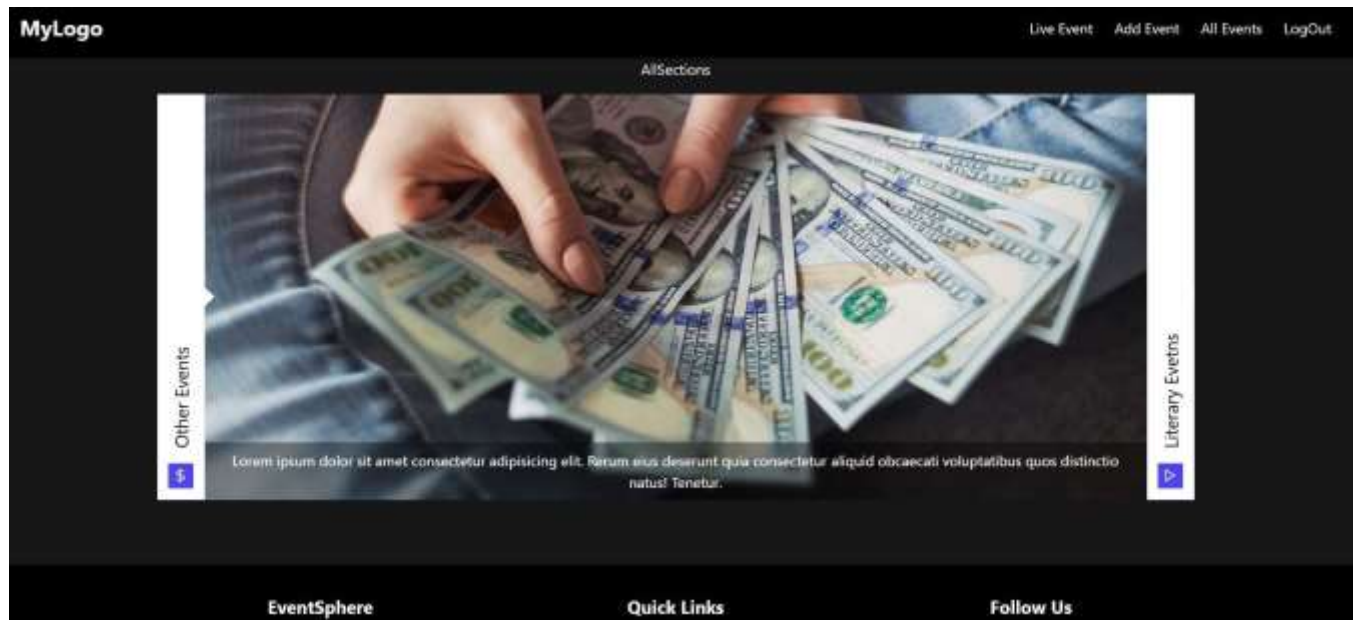 MyLogo
Live Event Add Event All Events LogOut
AllSections
Other Events
$
100
Literary Evetns
Lorem ipsum dolor sit amet consectetur adipisicing elit. Rerum eius deserunt quia consectetur aliquid obcaecati voluptatibus quos distinctio
natus! Tenetur.
EventSphere Quick Links Follow Us